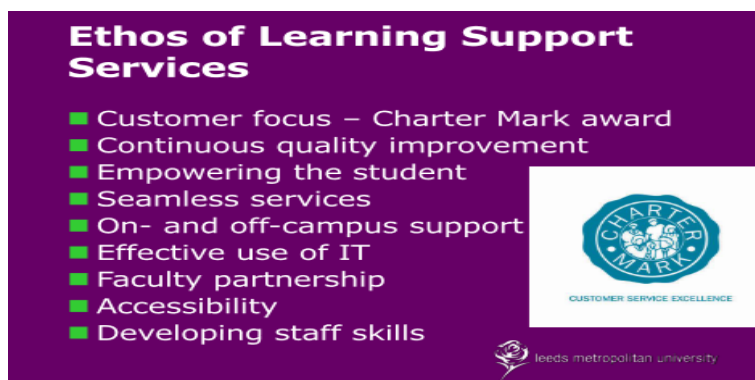 Ethos of Learning Support
Services
Customer focus – Charter Mark award
Continuous quality improvement
Empowering the student
Seamless services
On- and off-campus support
Effective use of IT
Faculty partnership
Accessibility
Developing staff skills
CHARTER
MARK
CUSTOMER SERVICE EXCELLENCE
leeds metropolitan university